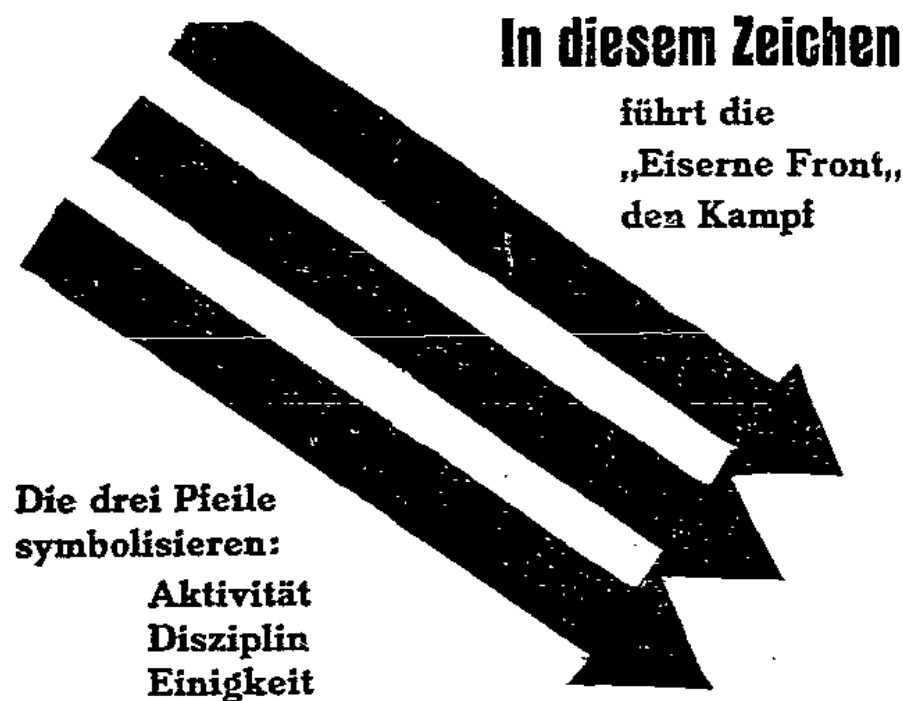 In diesem Zeichen
führt die
„Eiserne Front„
den Kampf
Die drei Pfeile
symbolisieren:
Aktivität
Disziplin
Einigkeit